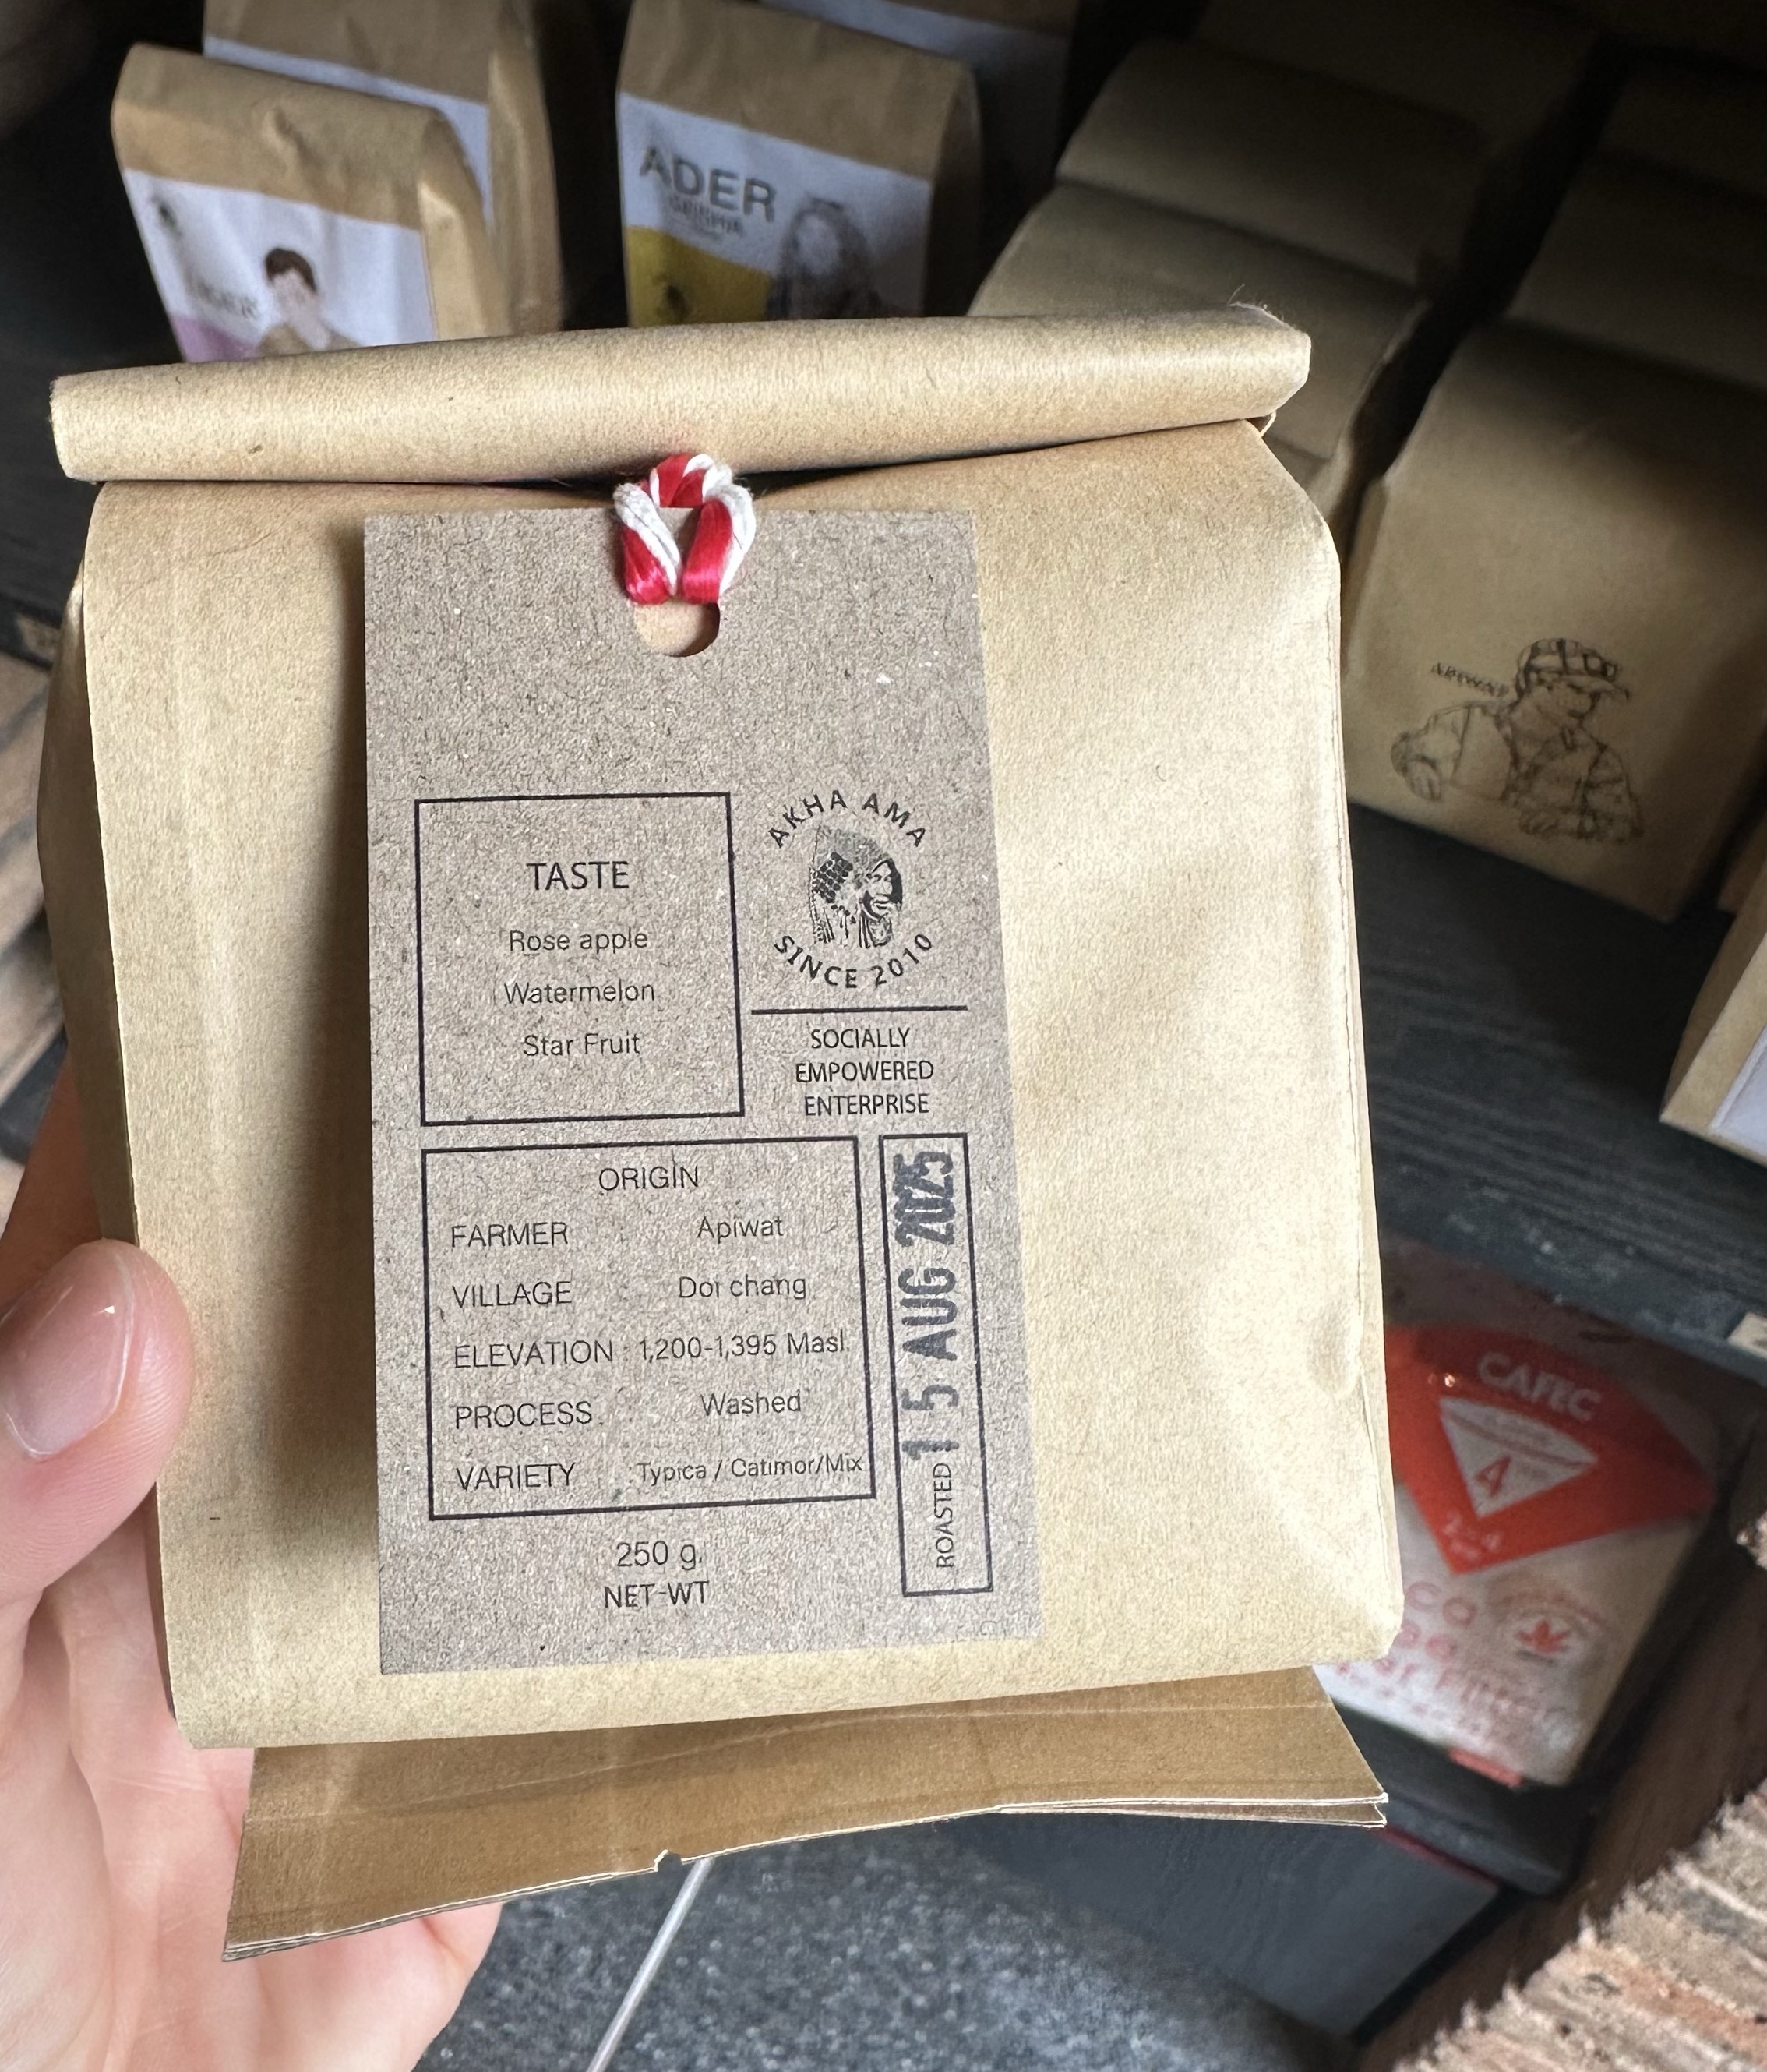 ADER
TASTE
Rose apple
Watermelon
Star Fruit
AKHA AMA
SINCE 2010
SOCIALLY
EMPOWERED
ENTERPRISE
ORIGIN
FARMER : Apiwat
VILLAGE : Doi chang
ELEVATION : 1,200-1,395 Masl.
PROCESS : Washed
VARIETY : Typica / Catimor/Mix
250 g.
NET-WT
ROASTED 15 AUG 2025
APIWAT
CAFEC
4